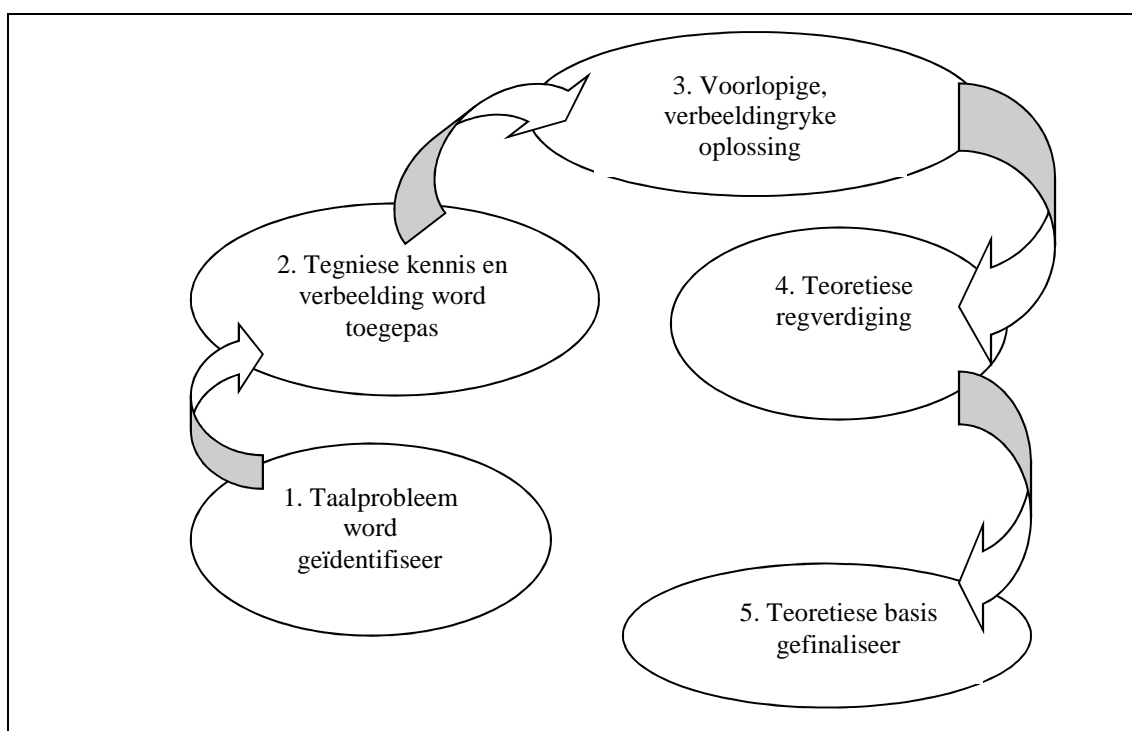 1. Taalprobleem
word
geïdentifiseer
2. Tegniese kennis en
verbeelding word
toegepas
3. Voorlopige,
verbeeldingryke
oplossing
4. Teoretiese
regverdiging
5. Teoretiese basis
gefinaliseer